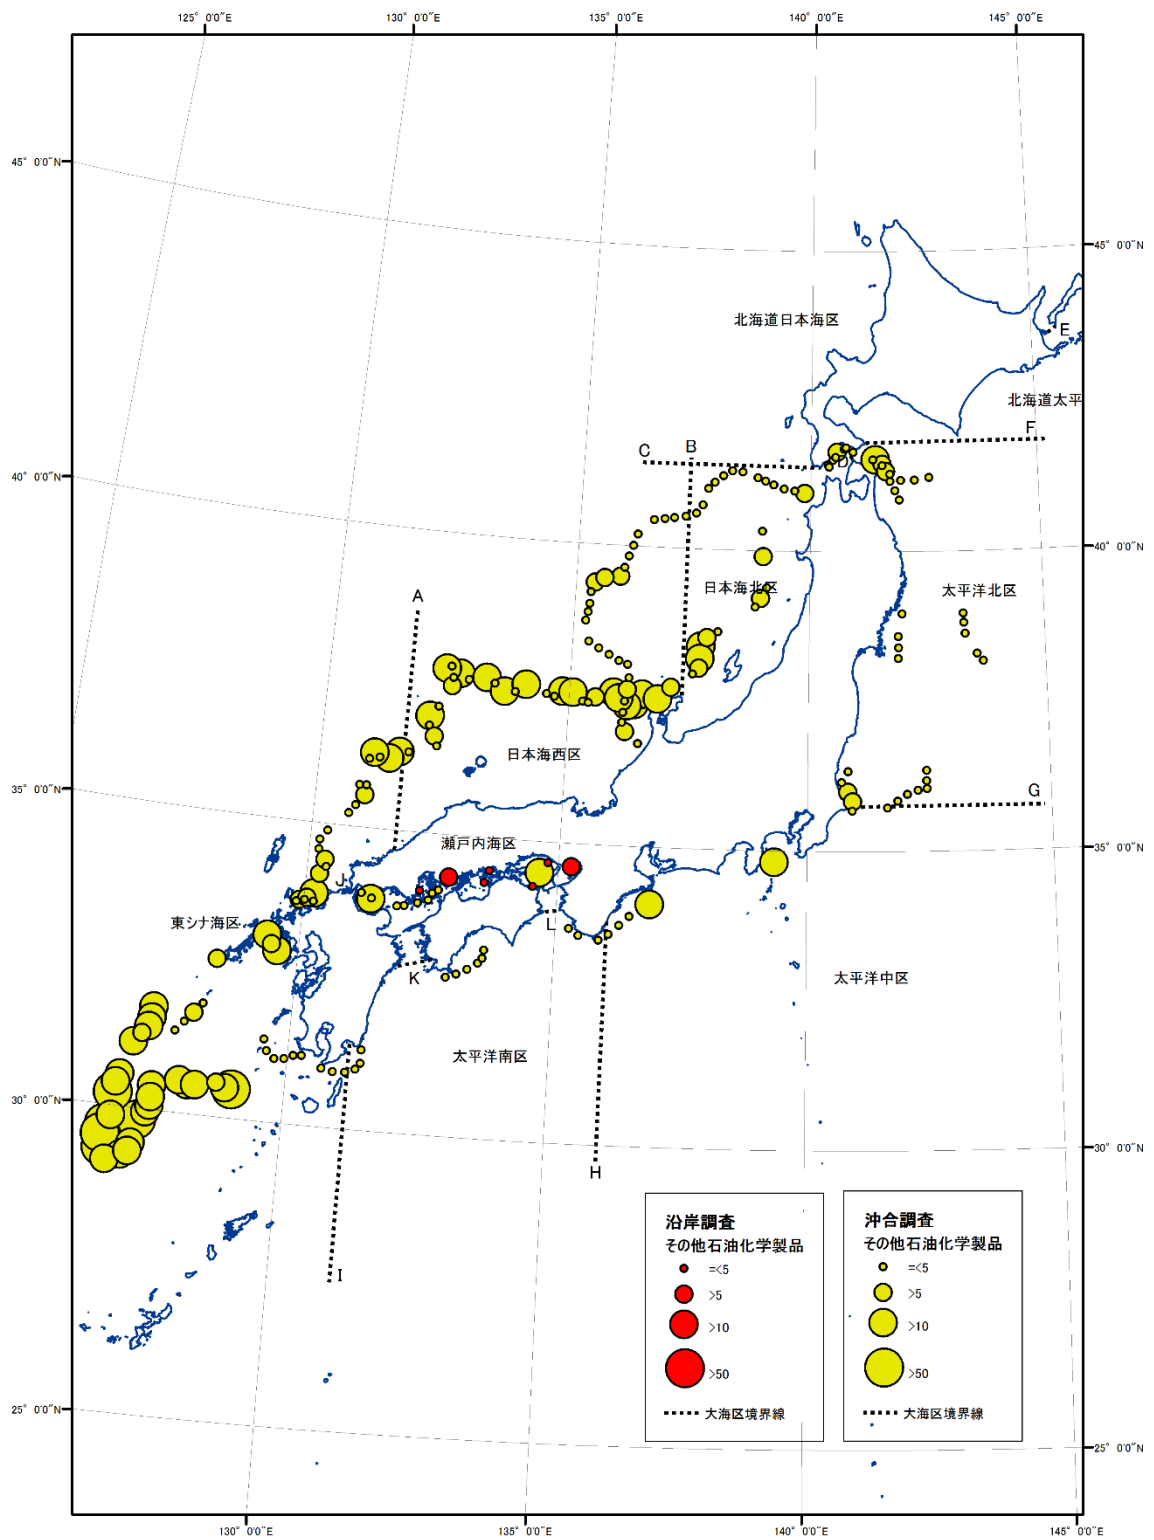 125° 0'0"E
130° 0'0"E
135° 0'0"E
140° 0'0"E
145° 0'0"E
45° 0'0"N
45° 0'0"N
北海道日本海区
E
北海道太平
F
C
B
D
40° 0'0"N
40° 0'0"N
日本海北区
太平洋北区
A
日本海西区
35° 0'0"N
G
35° 0'0"N
瀬戸内海区
J
東シナ海区
L
K
太平洋中区
太平洋南区
30° 0'0"N
30° 0'0"N
H
I
沿岸調査
その他石油化学製品
=<5
>5
>10
>50
大海区境界線
沖合調査
その他石油化学製品
=<5
>5
>10
>50
大海区境界線
25° 0'0"N
25° 0'0"N
130° 0'0"E
135° 0'0"E
140° 0'0"E
145° 0'0"E